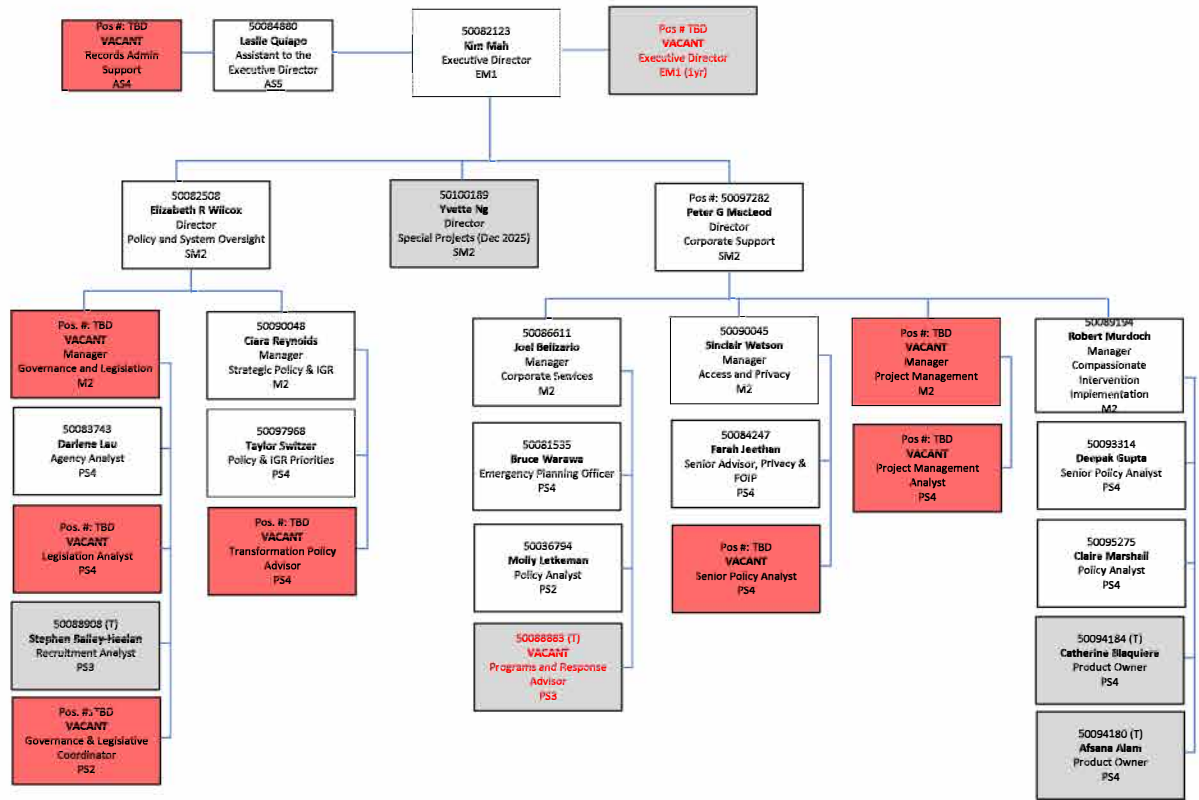 Pos #: TBD
VACANT
Records Admin
Support
AS4
50084880
Leslie Quiapo
Assistant to the
Executive Director
AS5
50082123
Kim Mah
Executive Director
EM1
Pos # TBD
VACANT
Executive Director
EM1 (1yr)
50082508
Elizabeth R Wilcox
Director
Policy and System Oversight
SM2
50100189
Yvette Ng
Director
Special Projects (Dec 2025)
SM2
Pos #: 50097282
Peter G MacLeod
Director
Corporate Support
SM2
Pos. #: TBD
VACANT
Manager
Governance and Legislation
M2
50083743
Darlene Lau
Agency Analyst
PS4
Pos. #: TBD
VACANT
Legislation Analyst
PS4
50088908 (T)
Stephen Bailey-Heelan
Recruitment Analyst
PS3
Pos. #: TBD
VACANT
Governance & Legislative
Coordinator
PS2
50090048
Ciara Reynolds
Manager
Strategic Policy & IGR
M2
50097968
Taylor Switzer
Policy & IGR Priorities
PS4
Pos. #: TBD
VACANT
Transformation Policy
Advisor
PS4
50086611
Joel Belizario
Manager
Corporate Services
M2
50081535
Bruce Warawa
Emergency Planning Officer
PS4
50036794
Molly Letkeman
Policy Analyst
PS2
50088883 (T)
VACANT
Programs and Response
Advisor
PS3
50090045
Sinclair Watson
Manager
Access and Privacy
M2
50084247
Farah Jeethan
Senior Advisor, Privacy &
FOIP
PS4
Pos #: TBD
VACANT
Senior Policy Analyst
PS4
Pos #: TBD
VACANT
Manager
Project Management
M2
Pos #: TBD
VACANT
Project Management
Analyst
PS4
50089194
Robert Murdoch
Manager
Compassionate
Intervention
Implementation
M2
50093314
Deepak Gupta
Senior Policy Analyst
PS4
50095275
Claire Marshall
Policy Analyst
PS4
50094184 (T)
Catherine Blaquiere
Product Owner
PS4
50094180 (T)
Afsana Alam
Product Owner
PS4